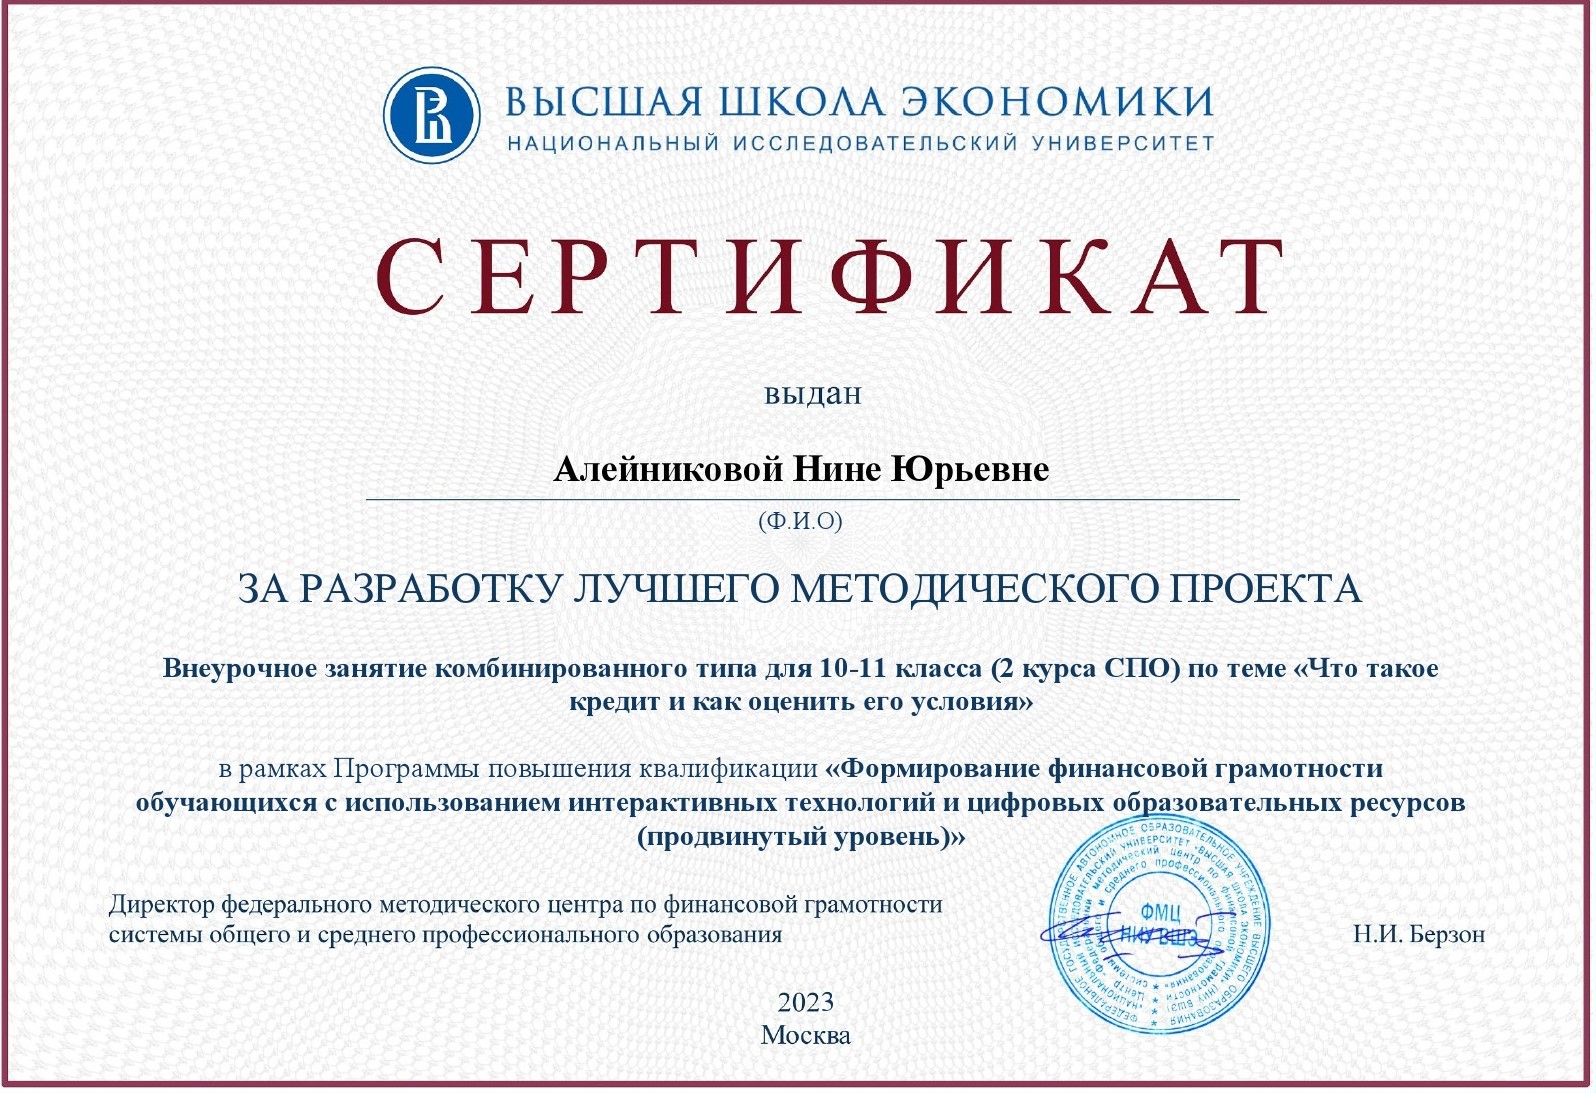 ВЫСШАЯ ШКОЛА ЭКОНОМИКИ
НАЦИОНАЛЬНЫЙ ИССЛЕДОВАТЕЛЬСКИЙ УНИВЕРСИТЕТ
СЕРТИФИКАТ
выдан
Алейниковой Нине Юрьевне
(Ф.И.О)
ЗА РАЗРАБОТКУ ЛУЧШЕГО МЕТОДИЧЕСКОГО ПРОЕКТА
Внеурочное занятие комбинированного типа для 10-11 класса (2 курса СПО) по теме «Что такое
кредит и как оценить его условия»
в рамках Программы повышения квалификации «Формирование финансовой грамотности
обучающихся с использованием интерактивных технологий и цифровых образовательных ресурсов
(продвинутый уровень)»
Директор федерального методического центра по финансовой грамотности
системы общего и среднего профессионального образования
ФМЦ
НИУ ВШЭ
Н.И. Берзон
2023
Москва